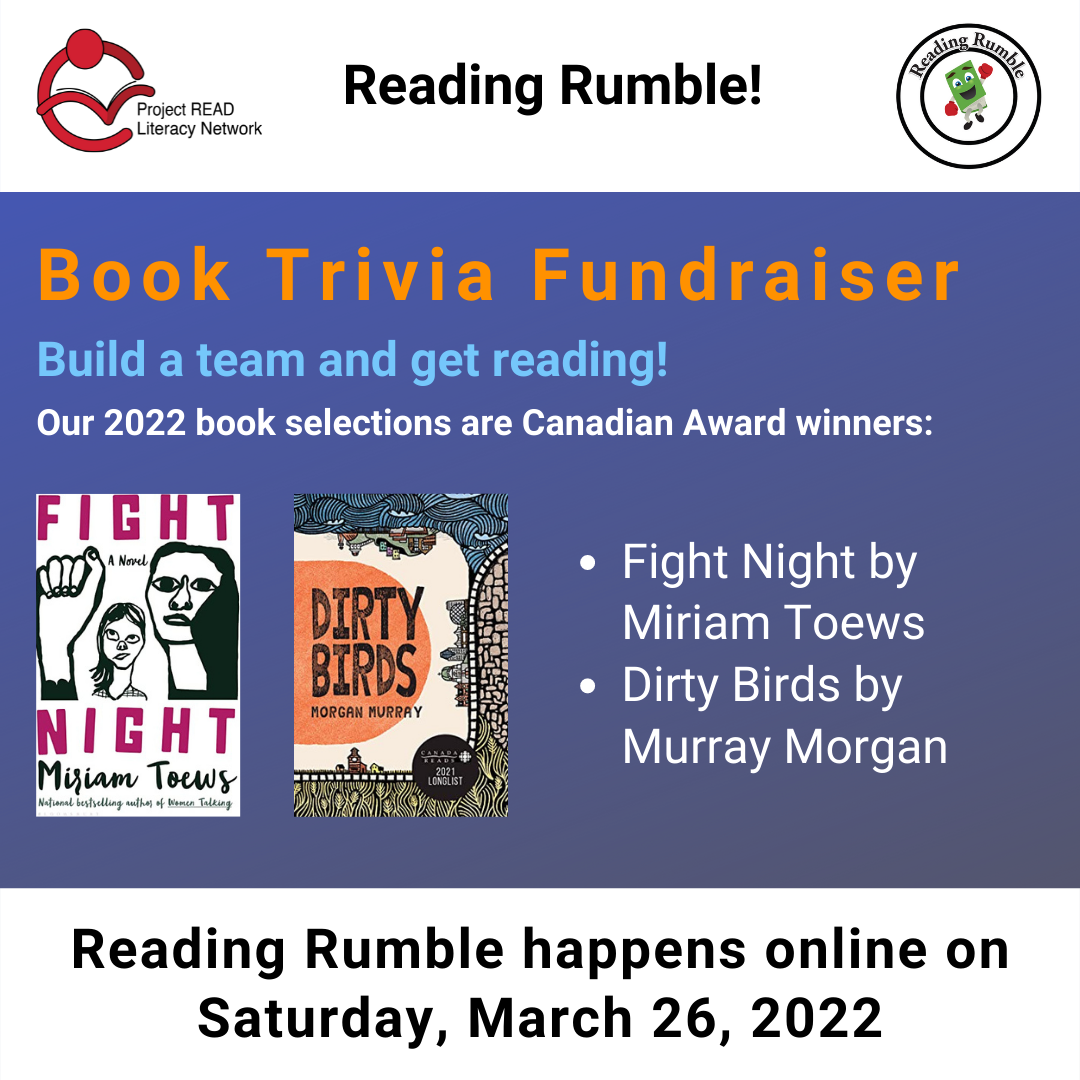 Project READ
Literacy Network
Reading Rumble!
Reading Rumble
Book Trivia Fundraiser
Build a team and get reading!
Our 2022 book selections are Canadian Award winners:
FIGHT
A Novel
NIGHT
Miriam Toews
National bestselling author of Women Talking
DIRTY
BIRDS
MORGAN MURRAY
CANADA
READS
2021
LONGLIST
• Fight Night by
Miriam Toews
• Dirty Birds by
Murray Morgan
Reading Rumble happens online on
Saturday, March 26, 2022